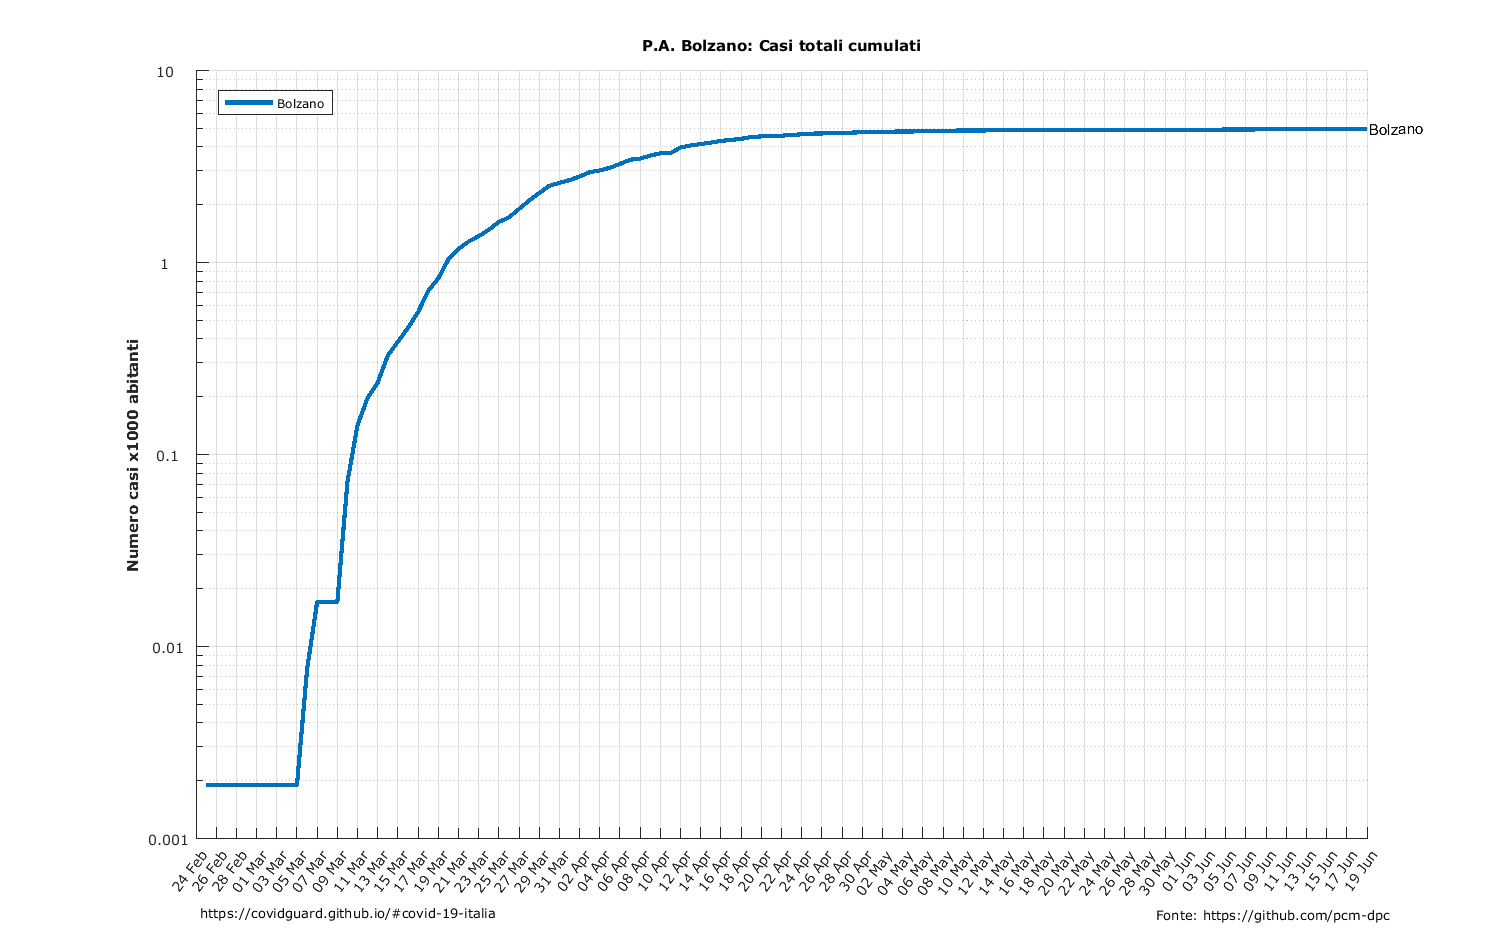 P.A. Bolzano: Casi totali cumulati
10
Bolzano
Bolzano
1
0.1
0.01
0.001
Numero casi x1000 abitanti
24 Feb
26 Feb
28 Feb
01 Mar
03 Mar
05 Mar
07 Mar
09 Mar
11 Mar
13 Mar
15 Mar
17 Mar
19 Mar
21 Mar
23 Mar
25 Mar
27 Mar
29 Mar
31 Mar
02 Apr
04 Apr
06 Apr
08 Apr
10 Apr
12 Apr
14 Apr
16 Apr
18 Apr
20 Apr
22 Apr
24 Apr
26 Apr
28 Apr
30 Apr
02 May
04 May
06 May
08 May
10 May
12 May
14 May
16 May
18 May
20 May
22 May
24 May
26 May
28 May
30 May
01 Jun
03 Jun
05 Jun
07 Jun
09 Jun
11 Jun
13 Jun
15 Jun
17 Jun
19 Jun
https://covidguard.github.io/#covid-19-italia
Fonte: https://github.com/pcm-dpc